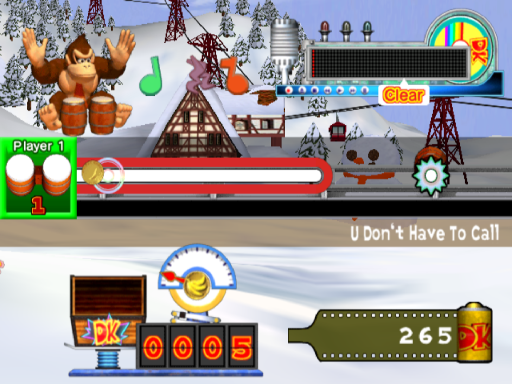 DK
Clear
Player 1
1
U Don't Have To Call
DK
0005
265
DK